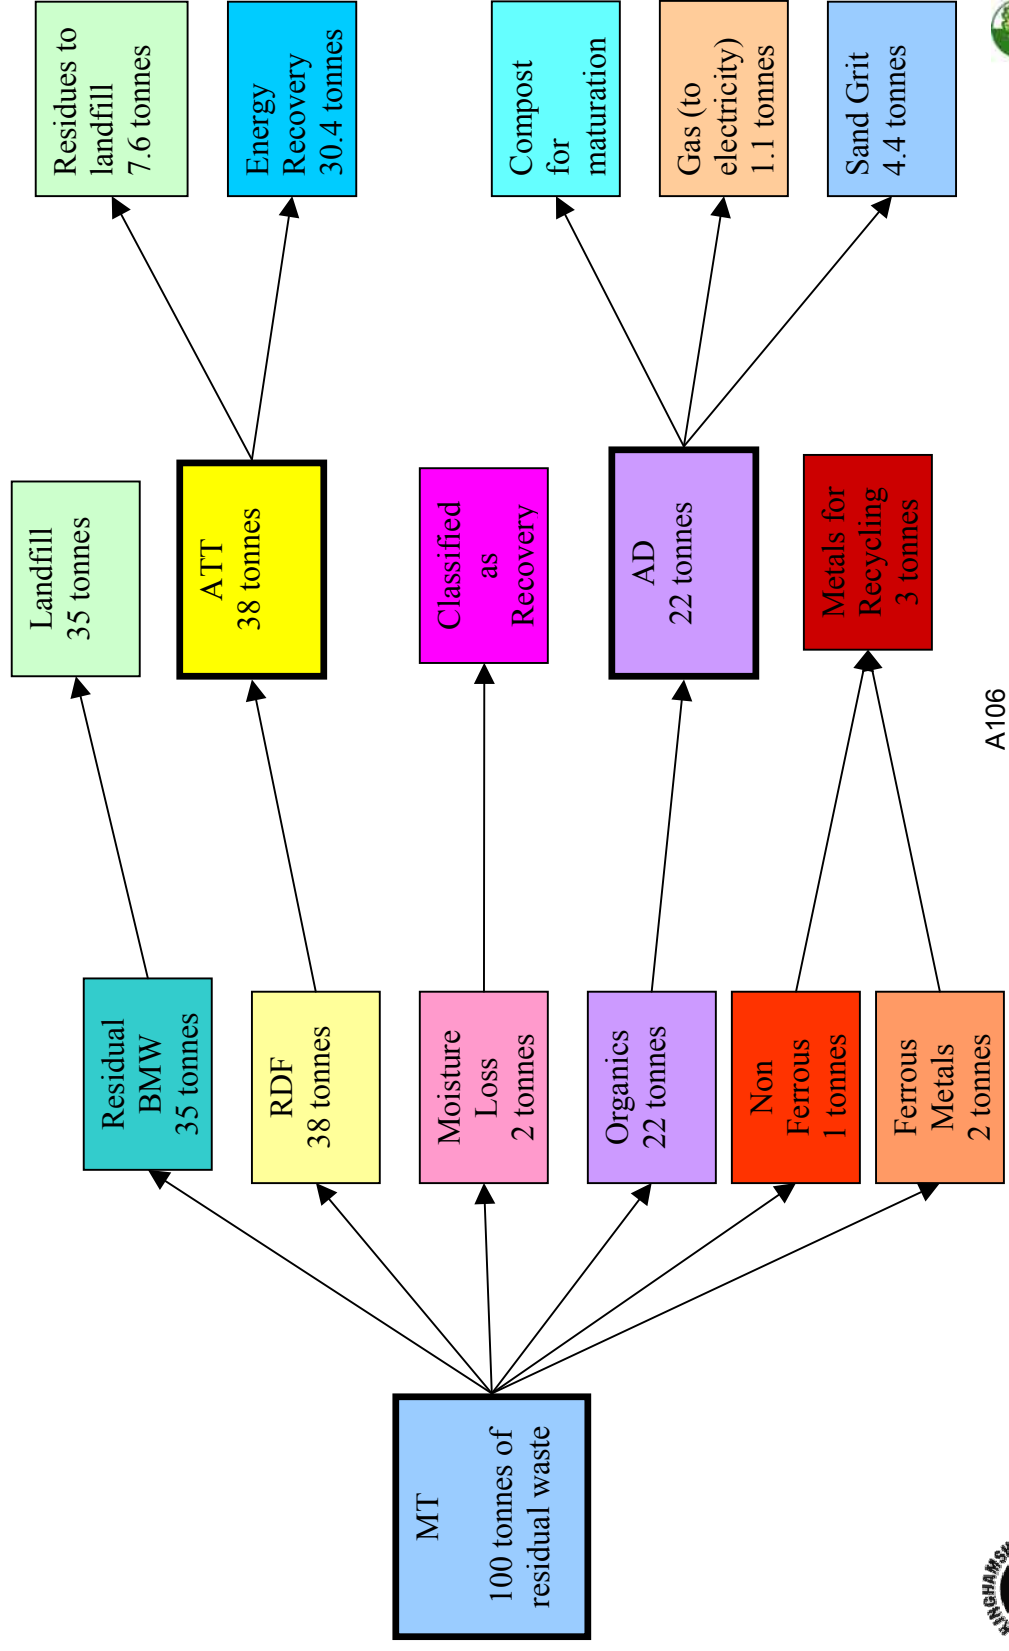 MT
100 tonnes of
residual waste
Residual
BMW
35 tonnes
RDF
38 tonnes
Moisture
Loss
2 tonnes
Organics
22 tonnes
Non
Ferrous
1 tonnes
Ferrous
Metals
2 tonnes
Landfill
35 tonnes
ATT
38 tonnes
Classified
as
Recovery
AD
22 tonnes
Metals for
Recycling
3 tonnes
Residues to
landfill
7.6 tonnes
Energy
Recovery
30.4 tonnes
Compost
for
maturation
Gas (to
electricity)
1.1 tonnes
Sand Grit
4.4 tonnes
A106